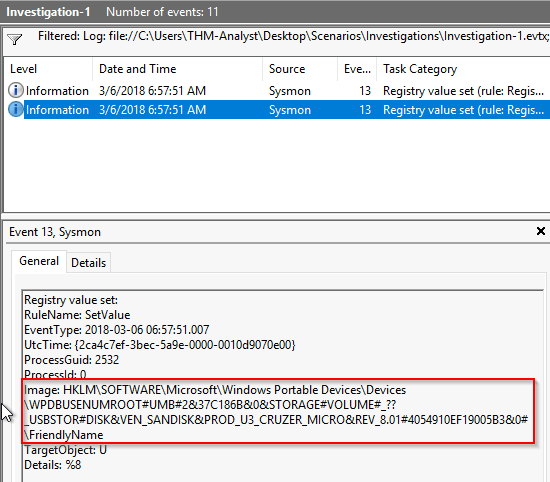 Investigation-1 Number of events: 11
Filtered: Log: file://C:\Users\THM-Analyst\Desktop\Scenarios\Investigations\Investigation-1.evtx;
Level Date and Time Source Eve... Task Category
Information 3/6/2018 6:57:51 AM Sysmon 13 Registry value set (rule: Regis...
Information 3/6/2018 6:57:51 AM Sysmon 13 Registry value set (rule: Regis...
Event 13, Sysmon
General Details
Registry value set:
RuleName: SetValue
EventType: 2018-03-06 06:57:51.007
UtcTime: {2ca4c7ef-3bec-5a9e-0000-0010d9070e00}
ProcessGuid: 2532
ProcessId: 0
Image: HKLM\SOFTWARE\Microsoft\Windows Portable Devices\Devices
\WPDBUSENUMROOT#UMB#2&37C186B&0&STORAGE#VOLUME#_??
_USBSTOR#DISK&VEN_SANDISK&PROD_U3_CRUZER_MICRO&REV_8.01#4054910EF19005B3&0#
\FriendlyName
TargetObject: U
Details: %8